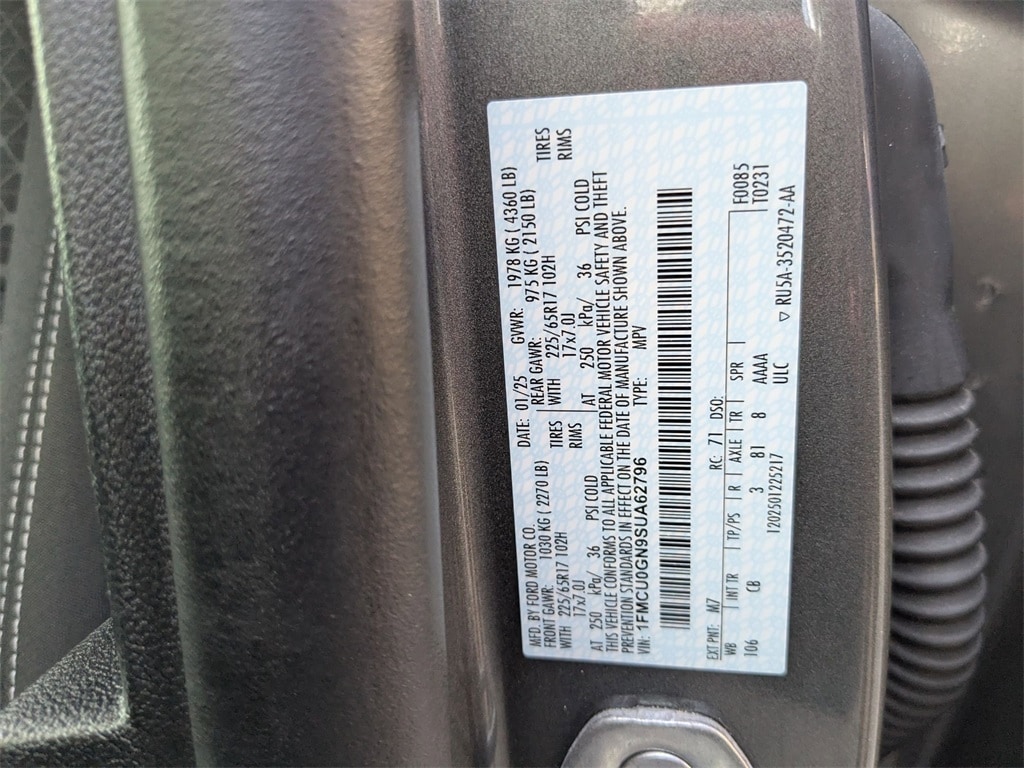 MFD. BY FORD MOTOR CO. DATE: 01/25 GVWR: 1978 KG ( 4360 LB)
FRONT GAWR: 1030 KG ( 2270 LB) REAR GAWR: 975 KG ( 2150 LB)
WITH 225/65R17 102H TIRES WITH 225/65R17 102H TIRES
17x7.0J RIMS 17x7.0J RIMS
AT 250 kPa/ 36 PSI COLD AT 250 kPa/ 36 PSI COLD
THIS VEHICLE CONFORMS TO ALL APPLICABLE FEDERAL MOTOR VEHICLE SAFETY AND THEFT
PREVENTION STANDARDS IN EFFECT ON THE DATE OF MANUFACTURE SHOWN ABOVE.
VIN: 1FMCU0GN9SUA62796 TYPE: MPV
EXT PNT: M7 RC: 71 DSO: F0085
WB INT TR TP/PS R AXLE TR SPR T0231
106 CB 3 81 8 AAAA
1202501225217 ULC
▽ RU5A-3520472-AA